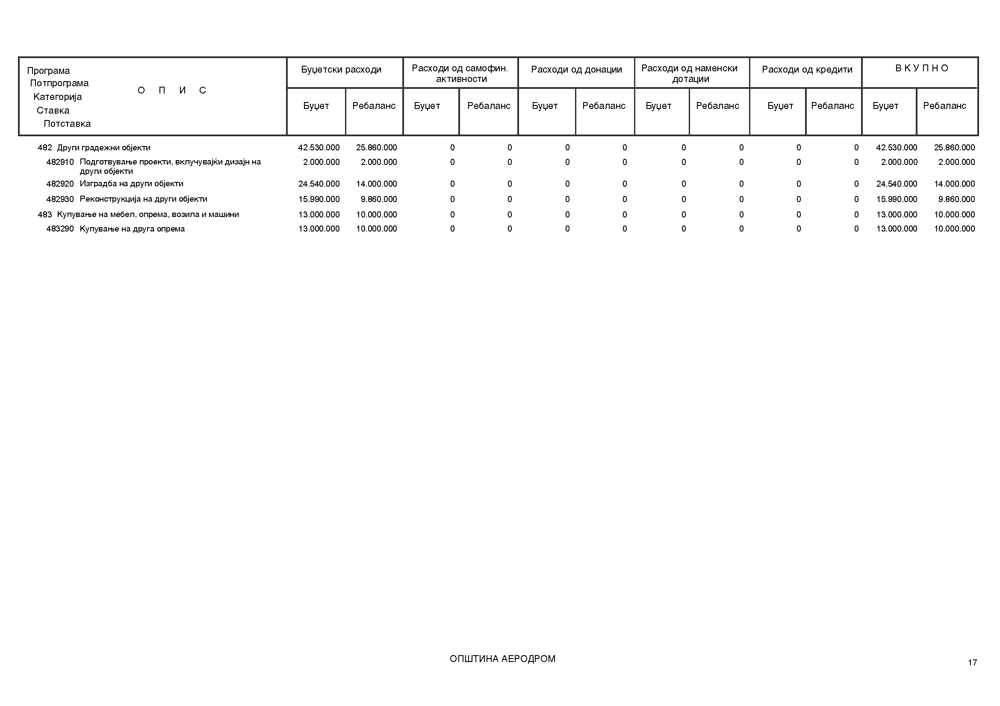 Програма
Потпрограма
Категорија
Ставка
Потставка
О П И С
Буџетски расходи
Расходи од самофин. активности
Расходи од донации
Расходи од наменски дотации
Расходи од кредити
В К У П Н О
Буџет Ребаланс Буџет Ребаланс Буџет Ребаланс Буџет Ребаланс Буџет Ребаланс Буџет Ребаланс
482 Други градежни објекти 42.530.000 25.860.000 0 0 0 0 0 0 0 0 42.530.000 25.860.000
482910 Подготвување проекти, вклучувајќи дизајн на 2.000.000 2.000.000 0 0 0 0 0 0 0 0 2.000.000 2.000.000
други објекти
482920 Изградба на други објекти 24.540.000 14.000.000 0 0 0 0 0 0 0 0 24.540.000 14.000.000
482930 Реконструкција на други објекти 15.990.000 9.860.000 0 0 0 0 0 0 0 0 15.990.000 9.860.000
483 Купување на мебел, опрема, возила и машини 13.000.000 10.000.000 0 0 0 0 0 0 0 0 13.000.000 10.000.000
483290 Купување на друга опрема 13.000.000 10.000.000 0 0 0 0 0 0 0 0 13.000.000 10.000.000
ОПШТИНА АЕРОДРОМ
17